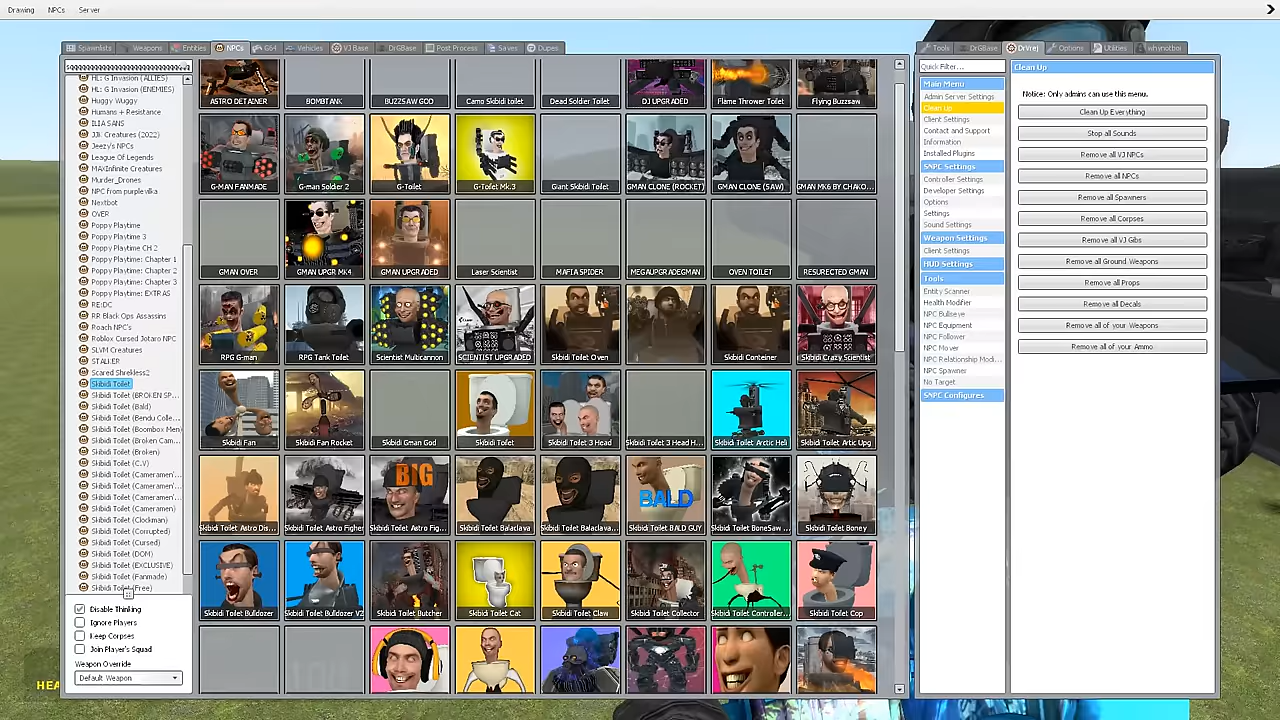 Drawing NPCs Server
Spawnlists Weapons Entities NPCs G64 Vehicles VJ Base DrGBase Post Process Saves Dupes
HL: G Invasion (ALLIES)
HL: G Invasion (ENEMIES)
Huggy Wuggy
Humans + Resistance
ILIA SANS
JJK Creatures (2022)
Jeezy's NPCs
League Of Legends
MAXInfinite Creatures
Murder_Drones
NPC from purplevilka
Nextbot
OVER
Poppy Playtime
Poppy Playtime 3
Poppy Playtime CH 2
Poppy Playtime: Chapter 1
Poppy Playtime: Chapter 2
Poppy Playtime: Chapter 3
Poppy Playtime: EXTRAS
RE:DC
RR Black Ops Assassins
Roach NPC's
Roblox Cursed Jotaro NPC
SLVM Creatures
STALKER
Scared Shrekless2
Skibidi Toilet
Skibidi Toilet (BROKEN SP...
Skibidi Toilet (Bald)
Skibidi Toilet (Bendu Colle...
Skibidi Toilet (Boombox Men)
Skibidi Toilet (Broken Cam...
Skibidi Toilet (Broken)
Skibidi Toilet (C.V)
Skibidi Toilet (Cameramen'...
Skibidi Toilet (Cameramen'...
Skibidi Toilet (Cameramen'...
Skibidi Toilet (Cameramen)
Skibidi Toilet (Clockman)
Skibidi Toilet (Corrupted)
Skibidi Toilet (Cursed)
Skibidi Toilet (DOM)
Skibidi Toilet (EXCLUSIVE)
Skibidi Toilet (Fanmade)
Skibidi Toilet (Free)
Disable Thinking
Ignore Players
Keep Corpses
Join Player's Squad
Weapon Override
Default Weapon
HEA
ASTRO DETAINER BOMBTANK BUZZSAW GOD Camo Skibidi toilet Dead Soldier Toilet DJ UPGRADED Flame Thrower Toilet Flying Buzzsaw
G-MAN FANMADE G-man Solder 2 G-Toilet G-Toilet Mk.3 Giant Skibidi Toilet GMAN CLONE (ROCKET) GMAN CLONE (SAW) GMAN MK6 BY CHAKO...
GMAN UPGR MK4 GMAN UPGRADED Laser Scientist MAFIA SPIDER MEGAUPGRADETITAN OVEN TOILET RESURECTED GMAN
RPG G-man RPG Tank Toilet Scientist Multicannon SCIENTIST UPGRADED Skibidi Toilet Oven Skibidi Conteiner Skibidi Crazy Scientist
Skibidi Fan Skibidi Fan Rocket Skibidi Gman God Skibidi Toilet Skibidi Toilet 3 Head Skibidi Toilet 3 Head H... Skibidi Toilet Arctic Heli Skibidi Toilet Artic Upg
BIG
BALD
Skibidi Toilet Astro Dis... Skibidi Toilet Astro Figher Skibidi Toilet Astro Fig... Skibidi Toilet Balaclava Skibidi Toilet Balaclava... Skibidi Toilet BALD GUY Skibidi Toilet BoneSaw ... Skibidi Toilet Boney
Skibidi Toilet Buldozer Skibidi Toilet Buldozer V2 Skibidi Toilet Butcher Skibidi Toilet Cat Skibidi Toilet Claw Skibidi Toilet Collector Skibidi Toilet Controller... Skibidi Toilet Cop
Tools DrGBase DrVrej Options Utilities whynotboi
Quick Filter...
Main Menu
Admin Server Settings
Clean Up
Client Settings
Contact and Support
Information
Installed Plugins
SNPC Settings
Controller Settings
Developer Settings
Options
Settings
Sound Settings
Weapon Settings
Client Settings
HUD Settings
Tools
Entity Scanner
Health Modifier
NPC Bullseye
NPC Equipment
NPC Follower
NPC Mover
NPC Relationship Modi...
NPC Spawner
No Target
SNPC Configures
Clean Up
Notice: Only admins can use this menu.
Clean Up Everything
Stop all Sounds
Remove all VJ NPCs
Remove all NPCs
Remove all Spawners
Remove all Corpses
Remove all VJ Gibs
Remove all Ground Weapons
Remove all Props
Remove all Decals
Remove all of your Weapons
Remove all of your Ammo